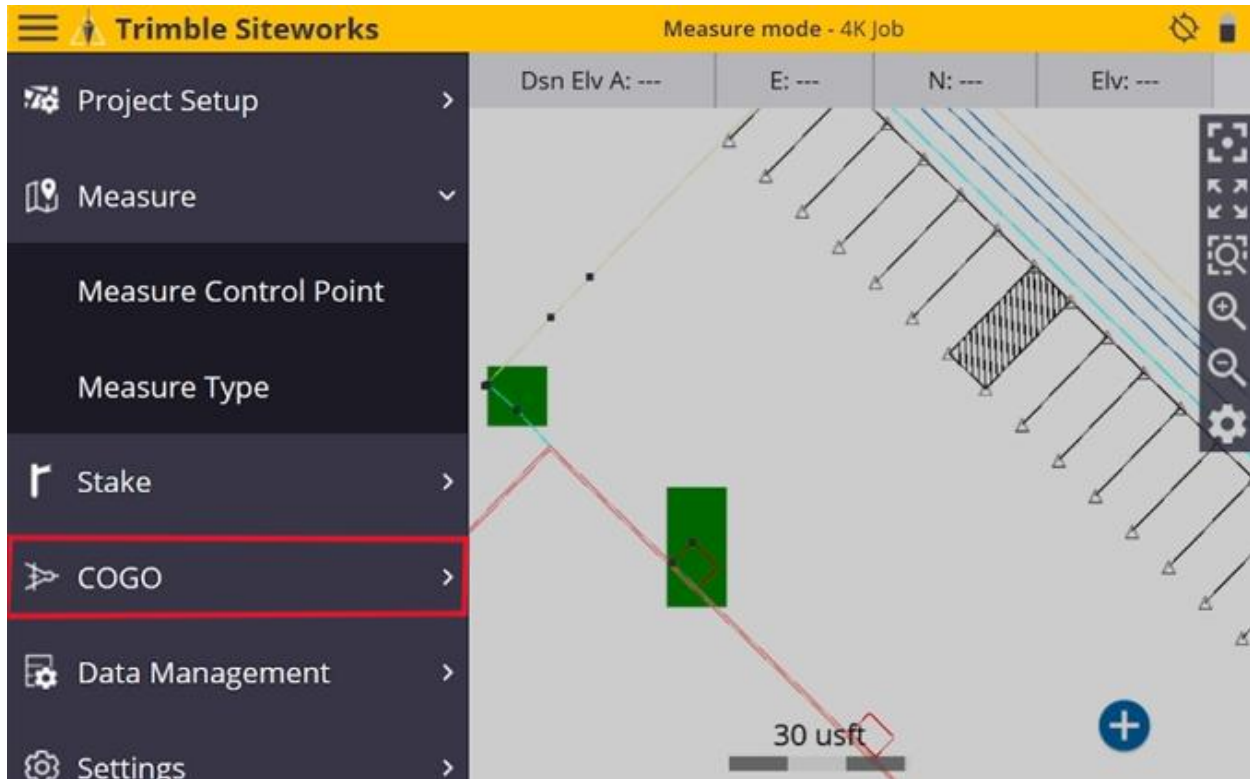 Trimble Siteworks
Measure mode - 4K Job
Project Setup
Measure
Measure Control Point
Measure Type
Stake
COGO
Data Management
Settings
Dsn Elv A: ---
E: ---
N: ---
Elv: ---
30 usft